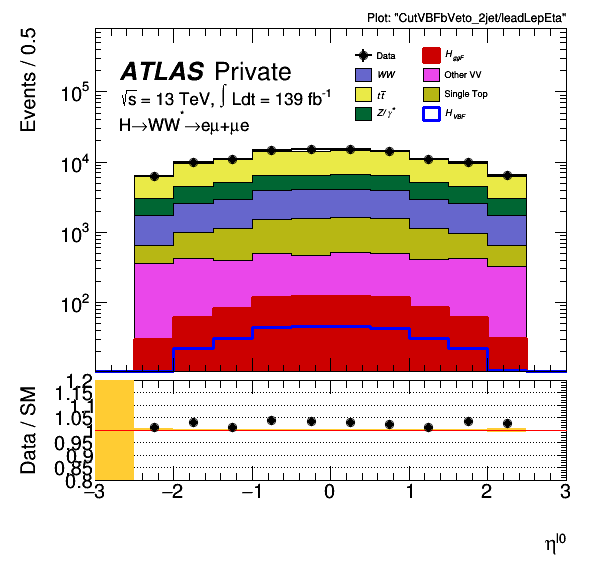 Plot: "CutVBFbVeto_2jet/leadLepEta"
Events / 0.5
ATLAS Private
√s = 13 TeV, ∫ Ldt = 139 fb⁻¹
H→WW*→eμ+μe
Data
H_ggF
WW
Other VV
tt̅
Single Top
Z/γ*
H_VBF
10⁵
10⁴
10³
10²
Data / SM
1.2
1.15
1.1
1.05
1
0.95
0.9
0.85
0.8
−3 −2 −1 0 1 2 3
η^l0